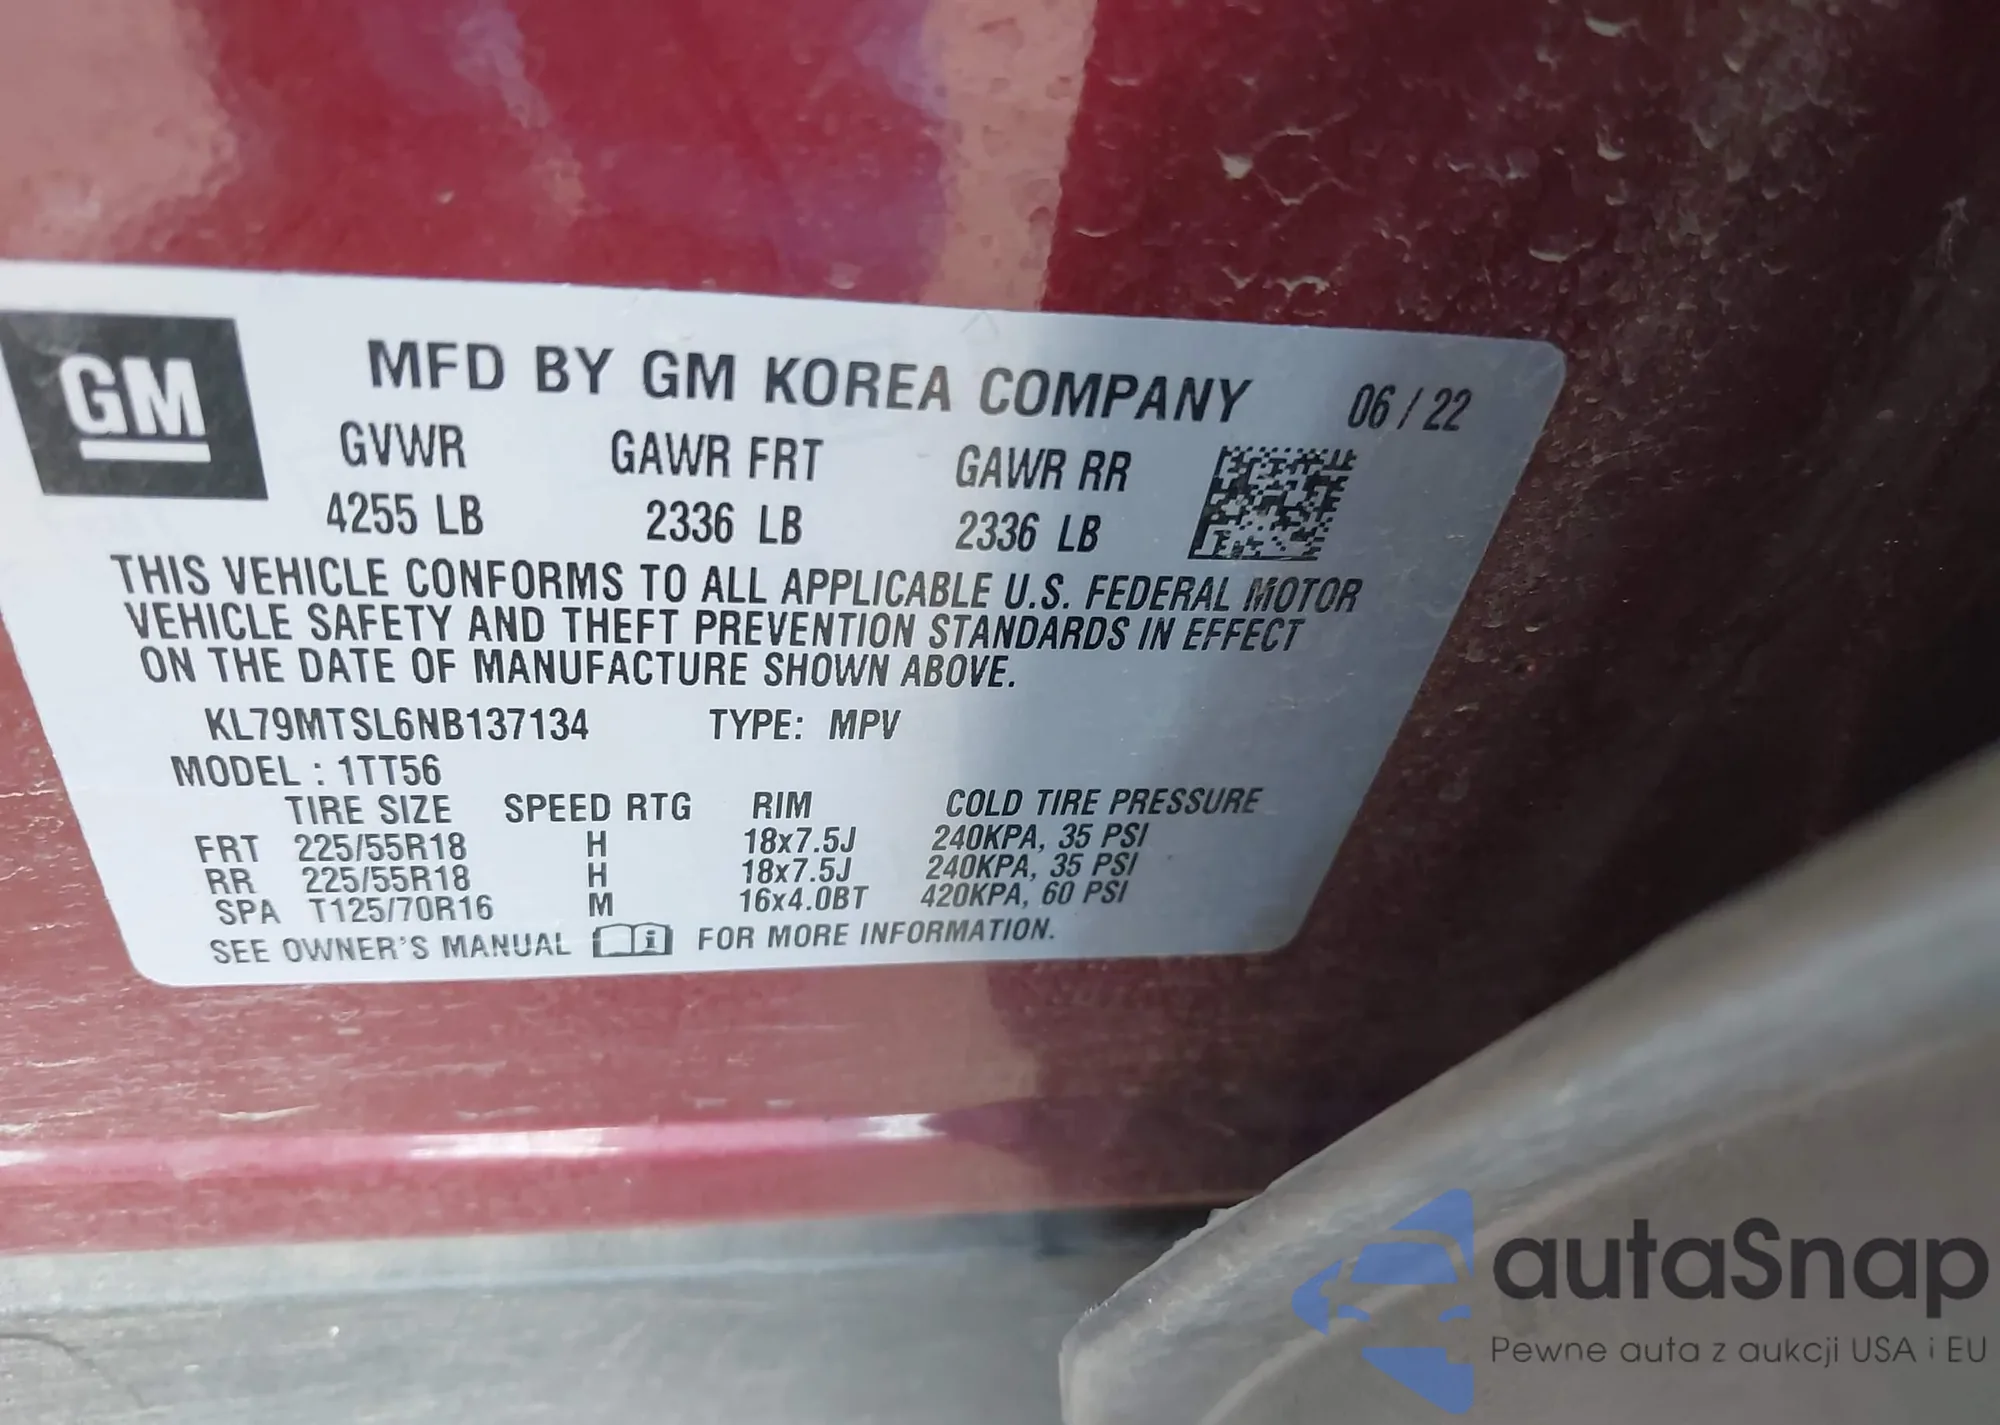 GM
MFD BY GM KOREA COMPANY 06 / 22
GVWR GAWR FRT GAWR RR
4255 LB 2336 LB 2336 LB
THIS VEHICLE CONFORMS TO ALL APPLICABLE U.S. FEDERAL MOTOR
VEHICLE SAFETY AND THEFT PREVENTION STANDARDS IN EFFECT
ON THE DATE OF MANUFACTURE SHOWN ABOVE.
KL79MTSL6NB137134 TYPE: MPV
MODEL : 1TT56
TIRE SIZE SPEED RTG RIM COLD TIRE PRESSURE
FRT 225/55R18 H 18x7.5J 240KPA, 35 PSI
RR 225/55R18 H 18x7.5J 240KPA, 35 PSI
SPA T125/70R16 M 16x4.0BT 420KPA, 60 PSI
SEE OWNER'S MANUAL FOR MORE INFORMATION.
autaSnap
Pewne auta z aukcji USA i EU